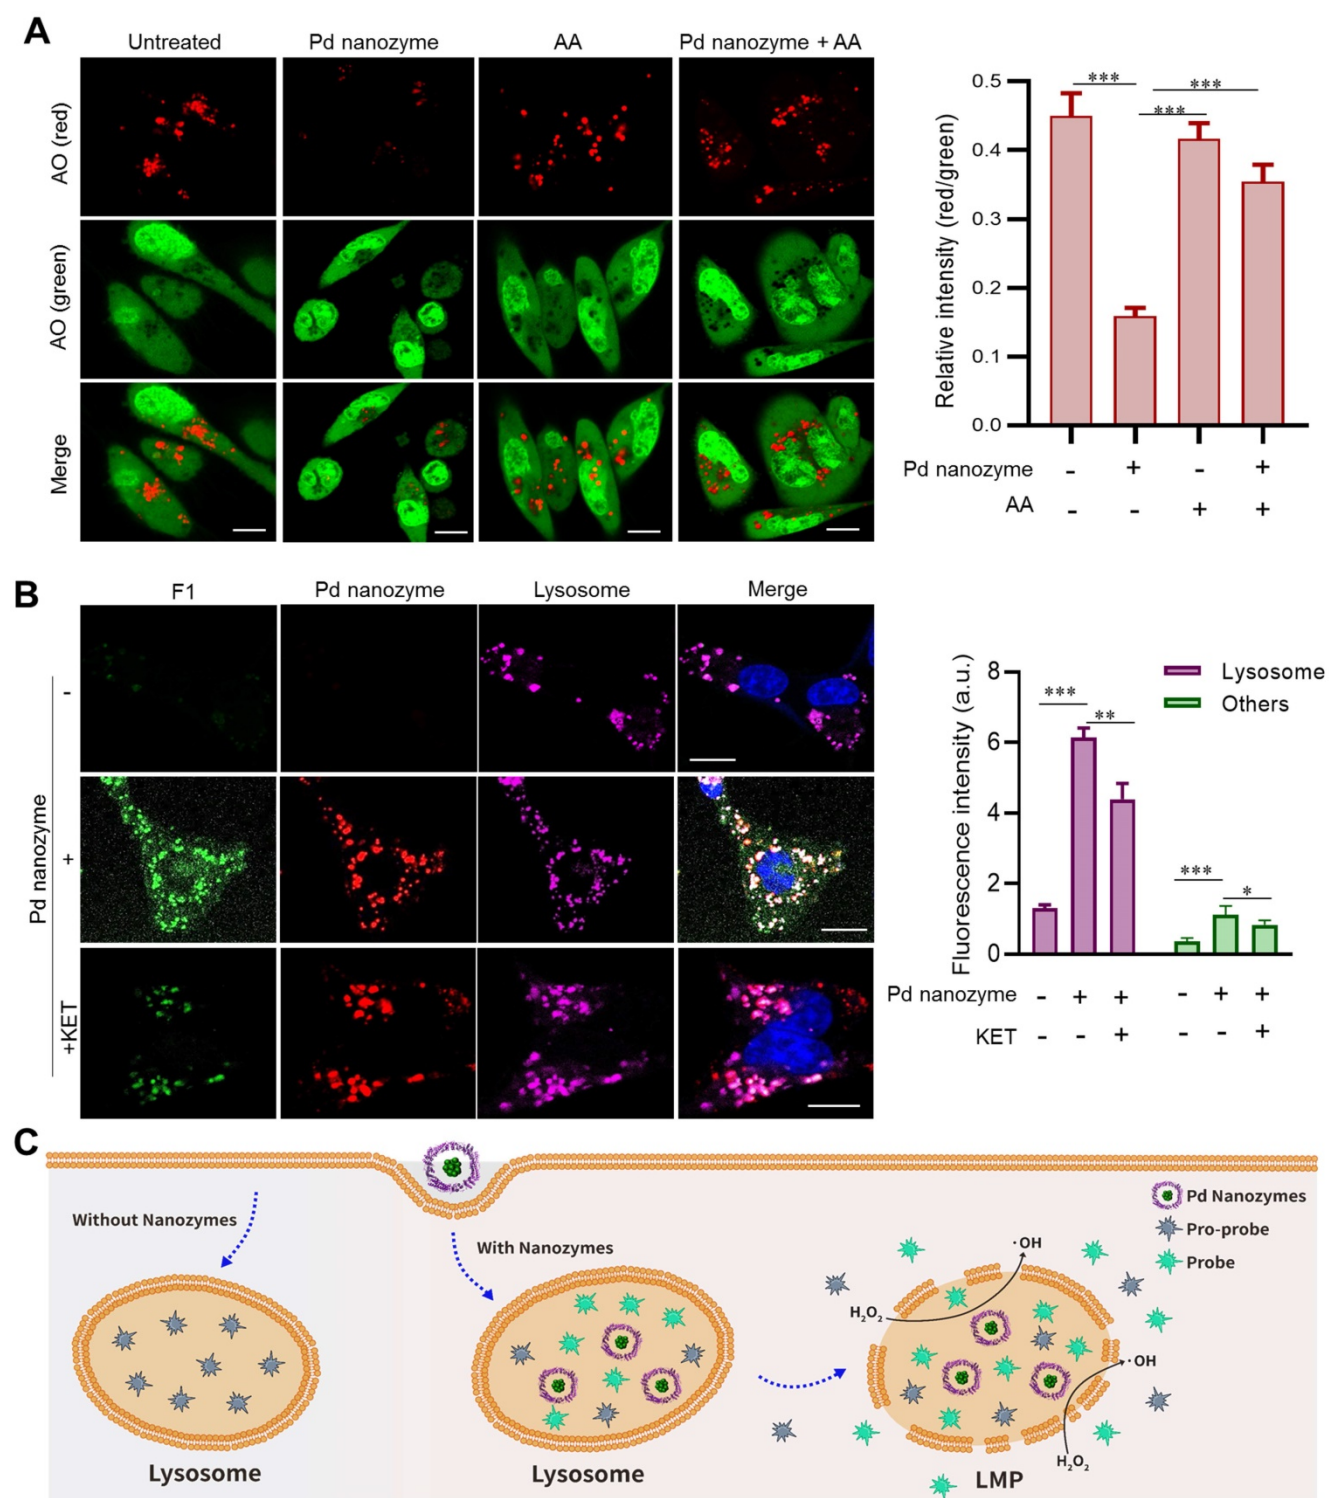 A
Untreated
Pd nanozyme
AA
Pd nanozyme + AA
AO (red)
AO (green)
Merge
Relative intensity (red/green)
0.5
0.4
0.3
0.2
0.1
0.0
***
***
***
Pd nanozyme - + - +
AA - - + +
B
F1
Pd nanozyme
Lysosome
Merge
Pd nanozyme
-
+
+KET
Fluorescence intensity (a.u.)
8
6
4
2
0
Lysosome
Others
***
**
***
*
Pd nanozyme - + + - + +
KET - - + - - +
C
Without Nanozymes
With Nanozymes
Pd Nanozymes
Pro-probe
Probe
·OH
H₂O₂
·OH
H₂O₂
Lysosome
Lysosome
LMP